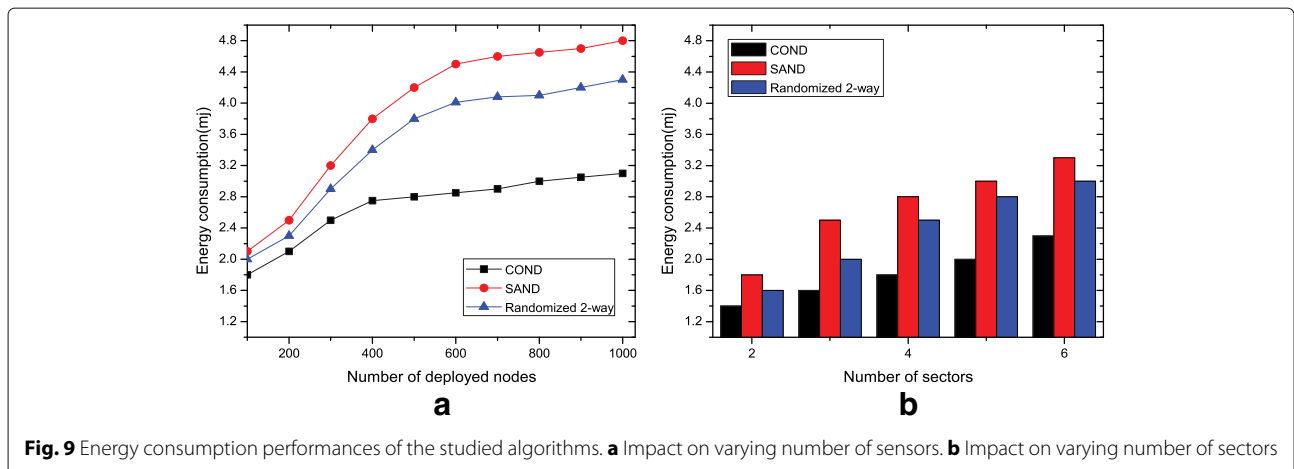 4.8
4.4
4.0
3.6
3.2
2.8
2.4
2.0
1.6
1.2
Energy consumption(mj)
COND
SAND
Randomized 2-way
200
400
600
800
1000
Number of deployed nodes
a
4.8
4.4
4.0
3.6
3.2
2.8
2.4
2.0
1.6
1.2
Energy consumption(mj)
COND
SAND
Randomized 2-way
2
4
6
Number of sectors
b
Fig. 9 Energy consumption performances of the studied algorithms. a Impact on varying number of sensors. b Impact on varying number of sectors